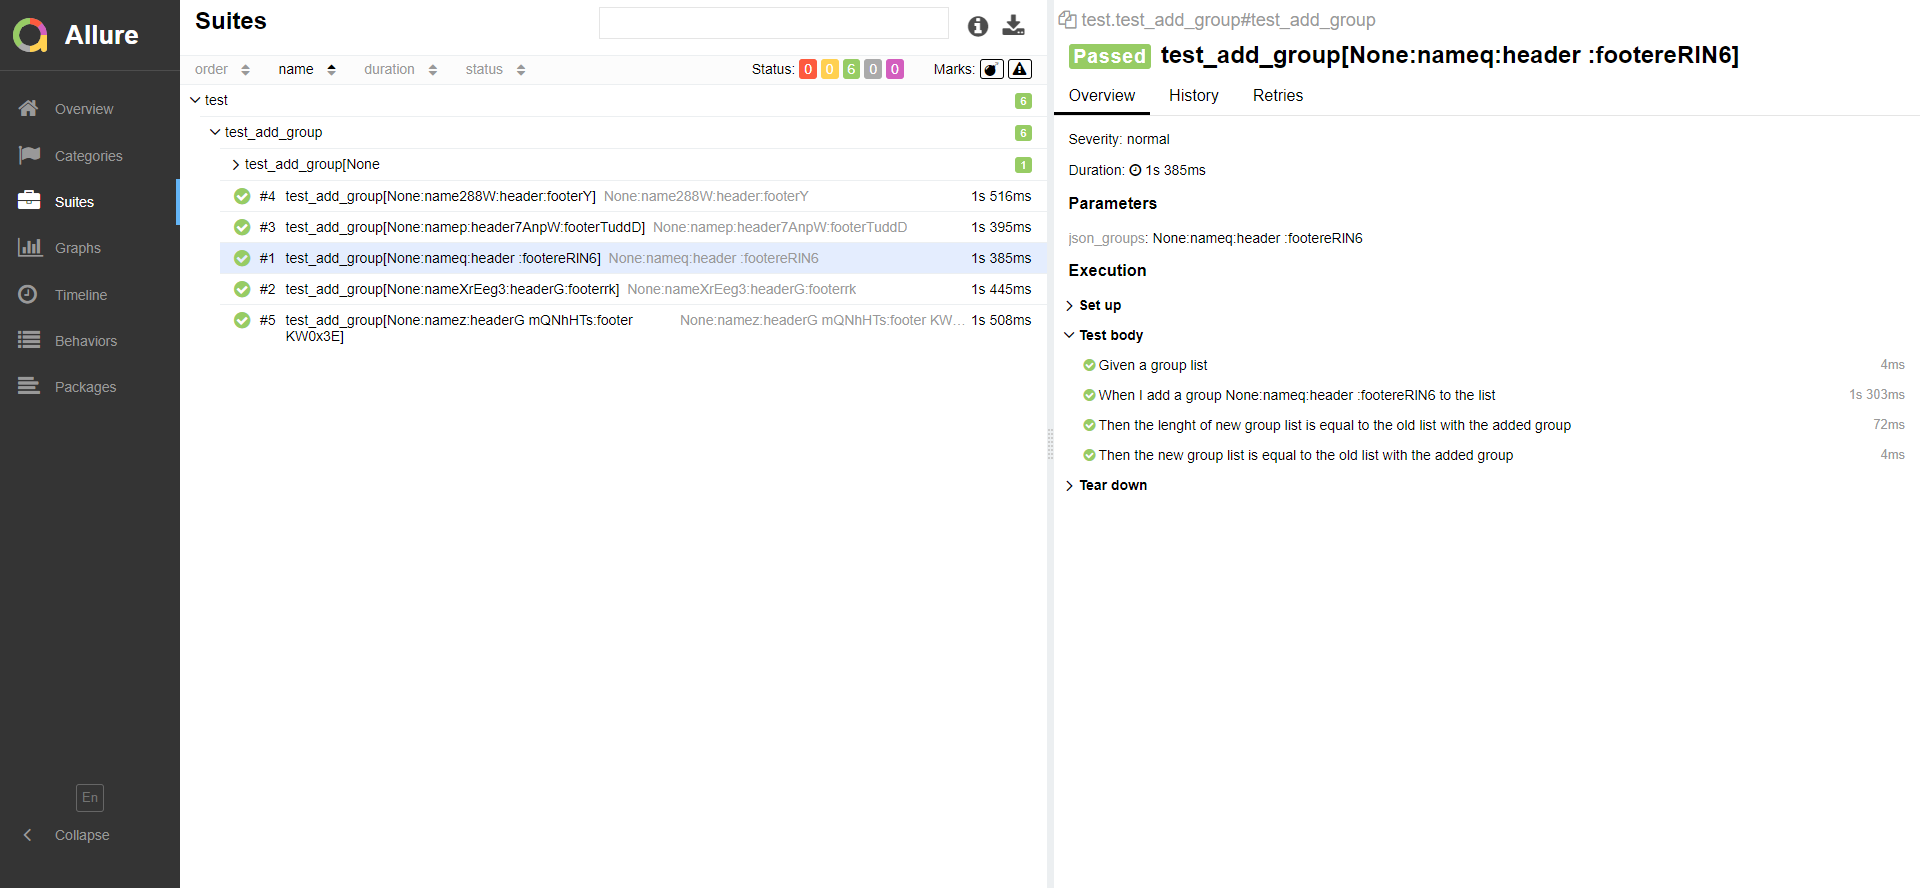 Allure
Overview
Categories
Suites
Graphs
Timeline
Behaviors
Packages
En
Collapse
Suites
order name duration status Status: 0 0 6 0 0 Marks:
test 6
test_add_group 6
test_add_group[None 1
#4 test_add_group[None:name288W:header:footerY] None:name288W:header:footerY 1s 516ms
#3 test_add_group[None:namep:header7AnpW:footerTuddD] None:namep:header7AnpW:footerTuddD 1s 395ms
#1 test_add_group[None:nameq:header :footereRIN6] None:nameq:header :footereRIN6 1s 385ms
#2 test_add_group[None:nameXrEeg3:headerG:footerrk] None:nameXrEeg3:headerG:footerrk 1s 445ms
#5 test_add_group[None:namez:headerG mQNhHTs:footer None:namez:headerG mQNhHTs:footer KW... 1s 508ms
KW0x3E]
test.test_add_group#test_add_group
Passed test_add_group[None:nameq:header :footereRIN6]
Overview History Retries
Severity: normal
Duration: 1s 385ms
Parameters
json_groups: None:nameq:header :footereRIN6
Execution
Set up
Test body
Given a group list 4ms
When I add a group None:nameq:header :footereRIN6 to the list 1s 303ms
Then the lenght of new group list is equal to the old list with the added group 72ms
Then the new group list is equal to the old list with the added group 4ms
Tear down